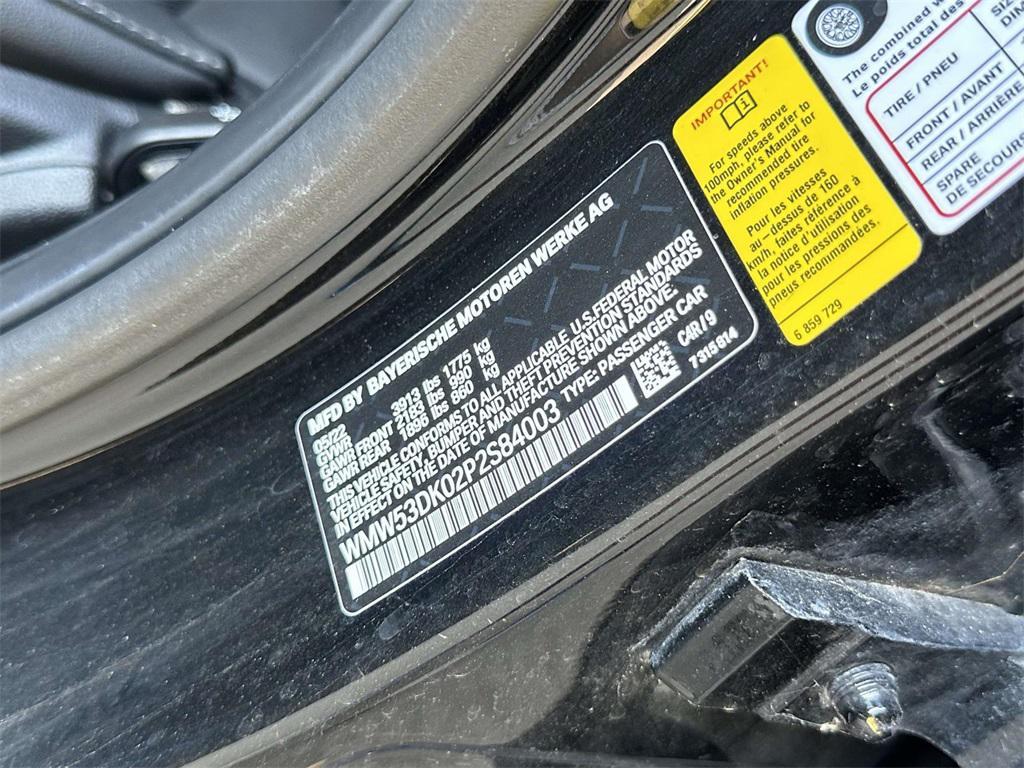 MFD BY BAYERISCHE MOTOREN WERKE AG
05/22
GVWR 3913 lbs 1775 kg
GAWR FRONT 2183 lbs 990 kg
GAWR REAR 1896 lbs 860 kg
THIS VEHICLE CONFORMS TO ALL APPLICABLE U.S.FEDERAL MOTOR
VEHICLE SAFETY, BUMPER AND THEFT PREVENTION STANDARDS
IN EFFECT ON THE DATE OF MANUFACTURE SHOWN ABOVE.
WMW53DK02P2S84003 TYPE: PASSENGER CAR
C4R/9
7 315 814
IMPORTANT!
For speeds above
100mph, please refer to
the Owner's Manual for
recommended tire
inflation pressures.
Pour les vitesses
au-dessus de 160
km/h, faites référence à
la notice d'utilisation
pour les pressions des
pneus recommandées.
6 859 729
The combined
Le poids total des
TIRE / PNEU
FRONT / AVANT
REAR / ARRIÈRE
SPARE
DE SECOURS